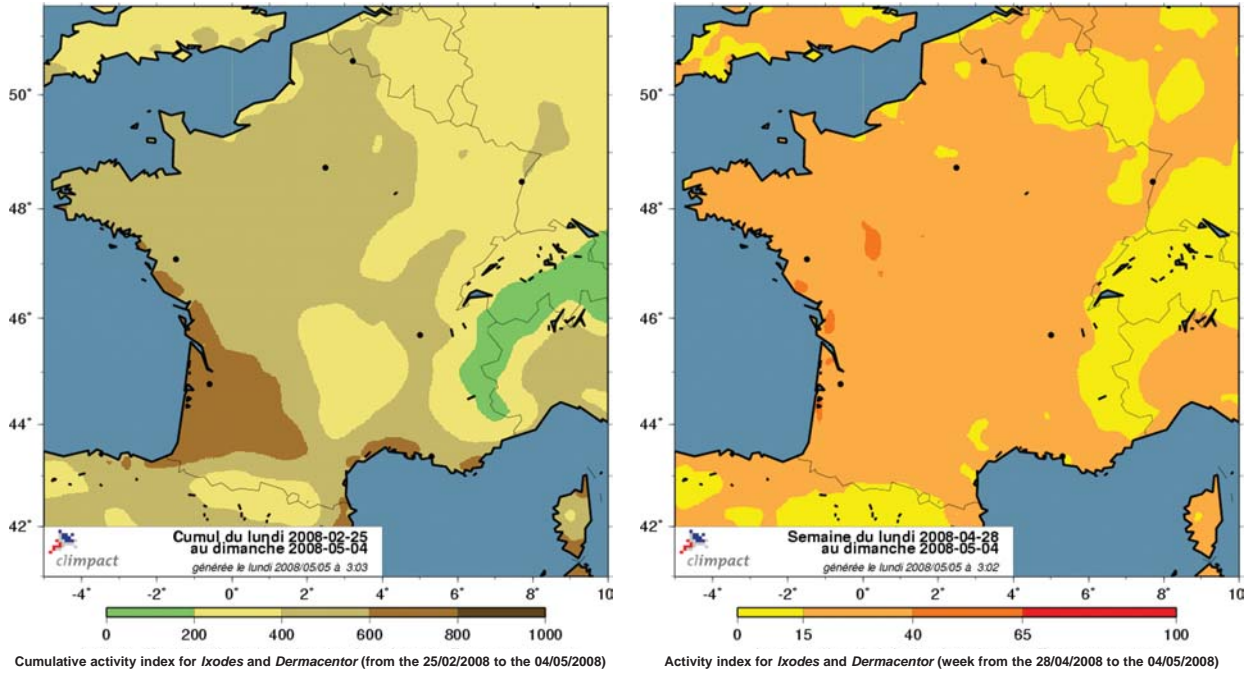 50°
48°
46°
44°
42°
Cumul du lundi 2008-02-25
au dimanche 2008-05-04
climpact
générée le lundi 2008/05/05 à 3:03
-4° -2° 0° 2° 4° 6° 8° 10
0 200 400 600 800 1000
Cumulative activity index for Ixodes and Dermacentor (from the 25/02/2008 to the 04/05/2008)
50°
48°
46°
44°
42°
Semaine du lundi 2008-04-28
au dimanche 2008-05-04
climpact
générée le lundi 2008/05/05 à 3:02
-4° -2° 0° 2° 4° 6° 8° 10
0 15 40 65 100
Activity index for Ixodes and Dermacentor (week from the 28/04/2008 to the 04/05/2008)